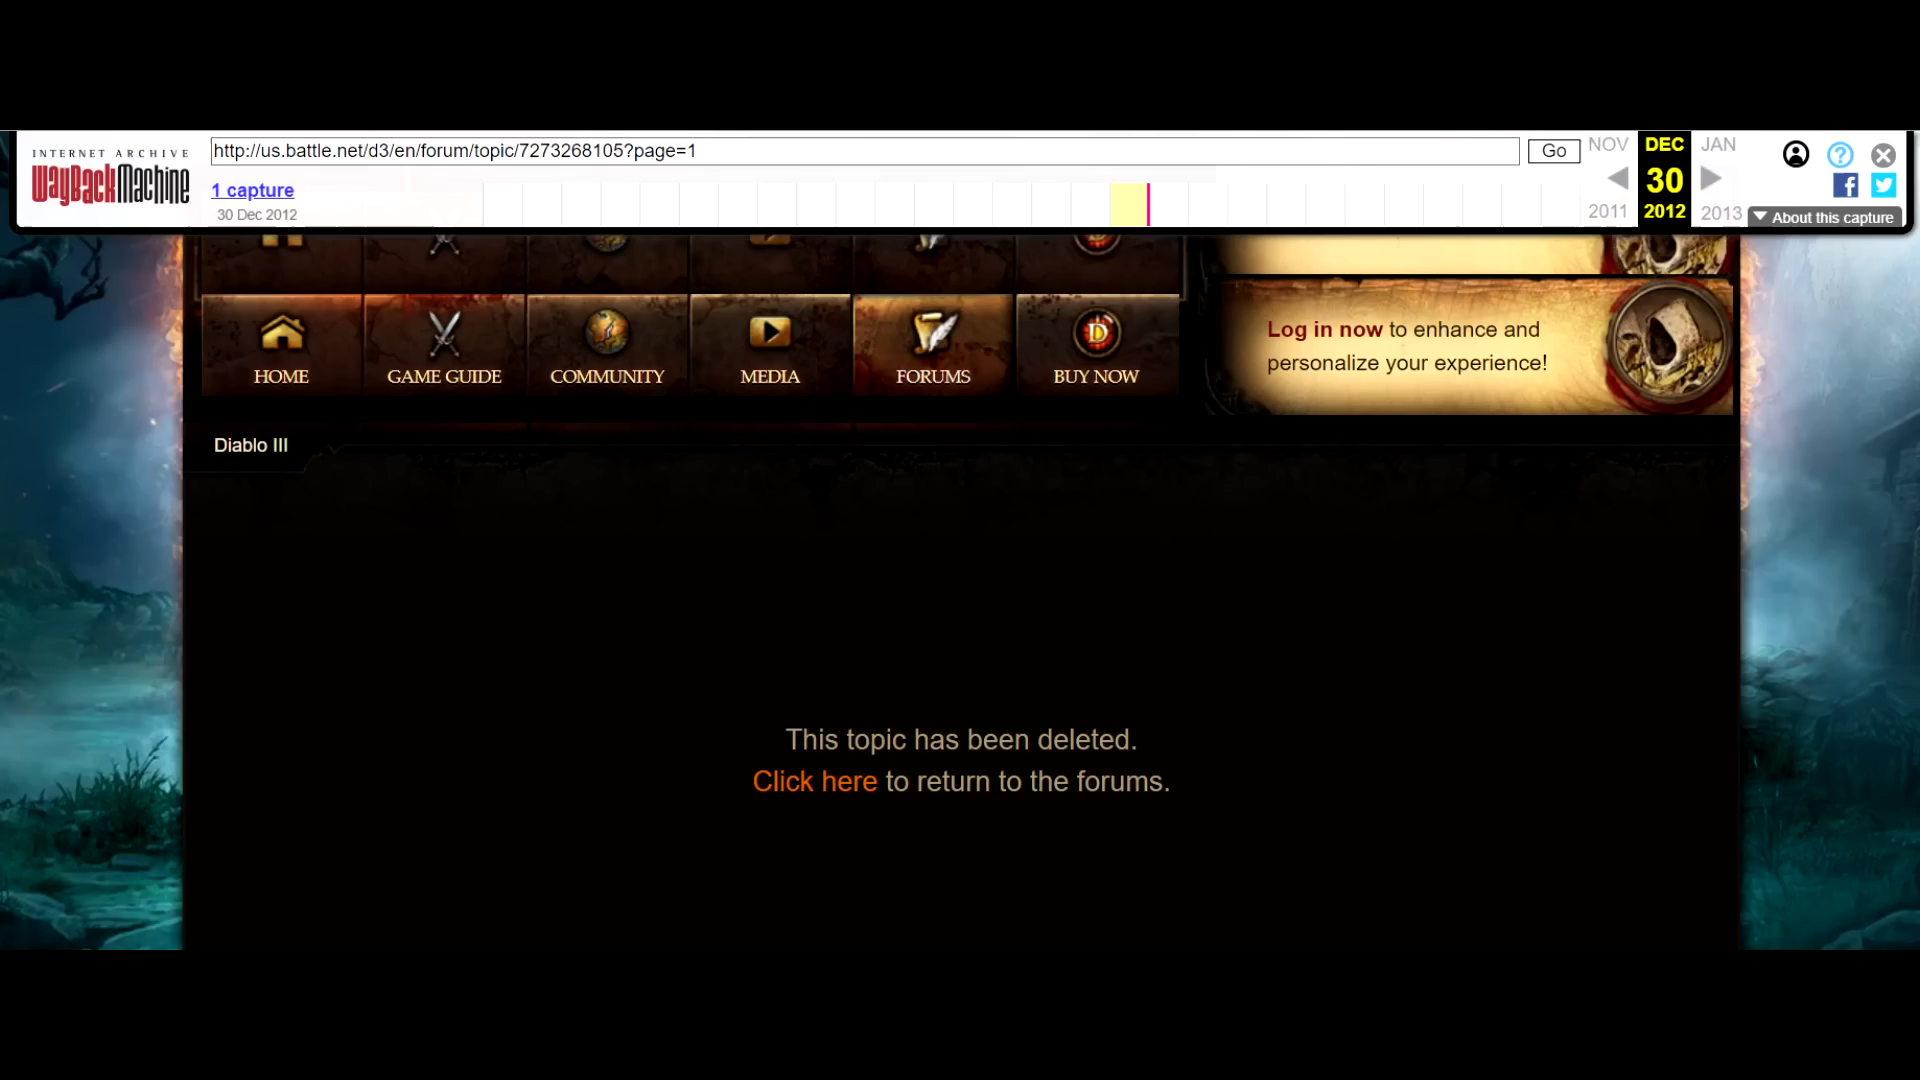 INTERNET ARCHIVE
WayBackMachine
http://us.battle.net/d3/en/forum/topic/7273268105?page=1
Go
NOV
DEC
JAN
1 capture
30
30 Dec 2012
2011
2012
2013
About this capture
HOME
GAME GUIDE
COMMUNITY
MEDIA
FORUMS
BUY NOW
Log in now to enhance and
personalize your experience!
Diablo III
This topic has been deleted.
Click here to return to the forums.